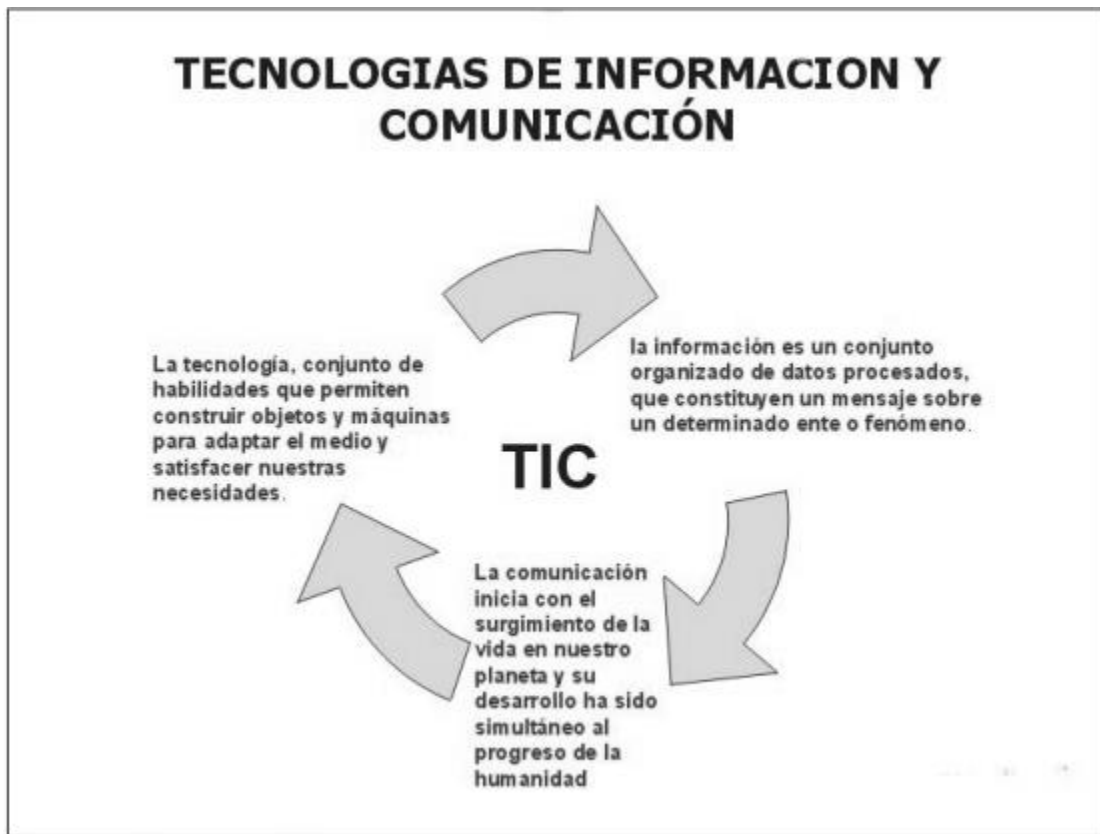 TECNOLOGIAS DE INFORMACION Y
COMUNICACIÓN
La tecnología, conjunto de
habilidades que permiten
construir objetos y máquinas
para adaptar el medio y
satisfacer nuestras
necesidades.
la información es un conjunto
organizado de datos procesados,
que constituyen un mensaje sobre
un determinado ente o fenómeno.
TIC
La comunicación
inicia con el
surgimiento de la
vida en nuestro
planeta y su
desarrollo ha sido
simultáneo al
progreso de la
humanidad